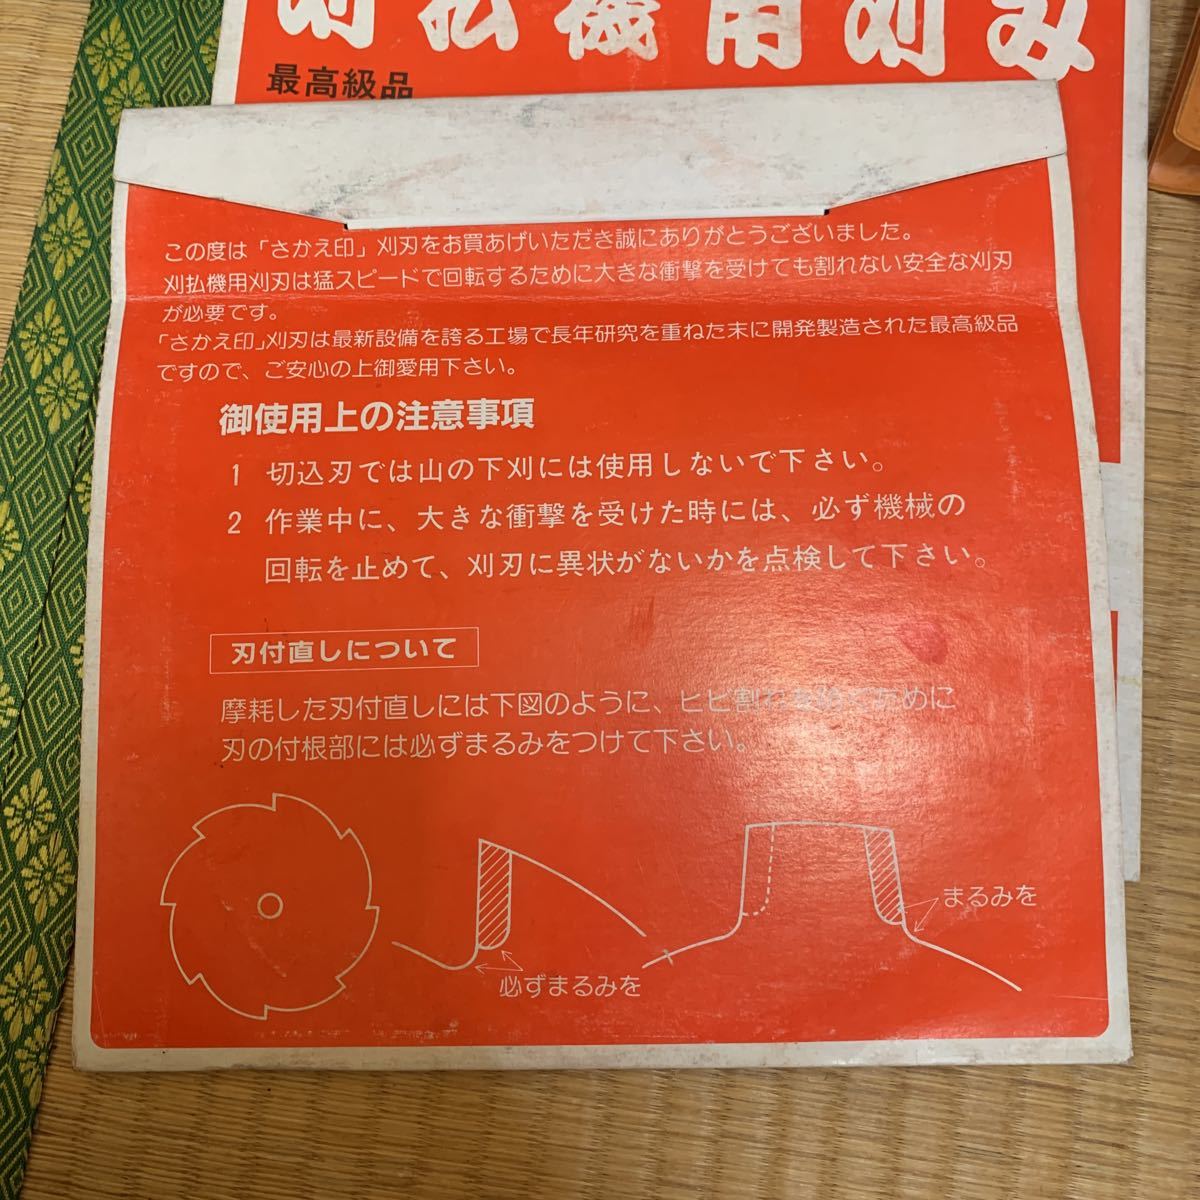 刈払機用刈刃
最高級品
この度は「さかえ印」刈刃をお買あげいただき誠にありがとうございました。
刈払機用刈刃は猛スピードで回転するために大きな衝撃を受けても割れない安全な刈刃
が必要です。
「さかえ印」刈刃は最新設備を誇る工場で長年研究を重ねた末に開発製造された最高級品
ですので、ご安心の上御愛用下さい。
御使用上の注意事項
1 切込刃では山の下刈には使用しないで下さい。
2 作業中に、大きな衝撃を受けた時には、必ず機械の
回転を止めて、刈刃に異状がないかを点検して下さい。
刃付直しについて
摩耗した刃付直しには下図のように、ヒビ割れ ために
刃の付根部には必ずまるみをつけて下さい。
まるみを
必ずまるみを